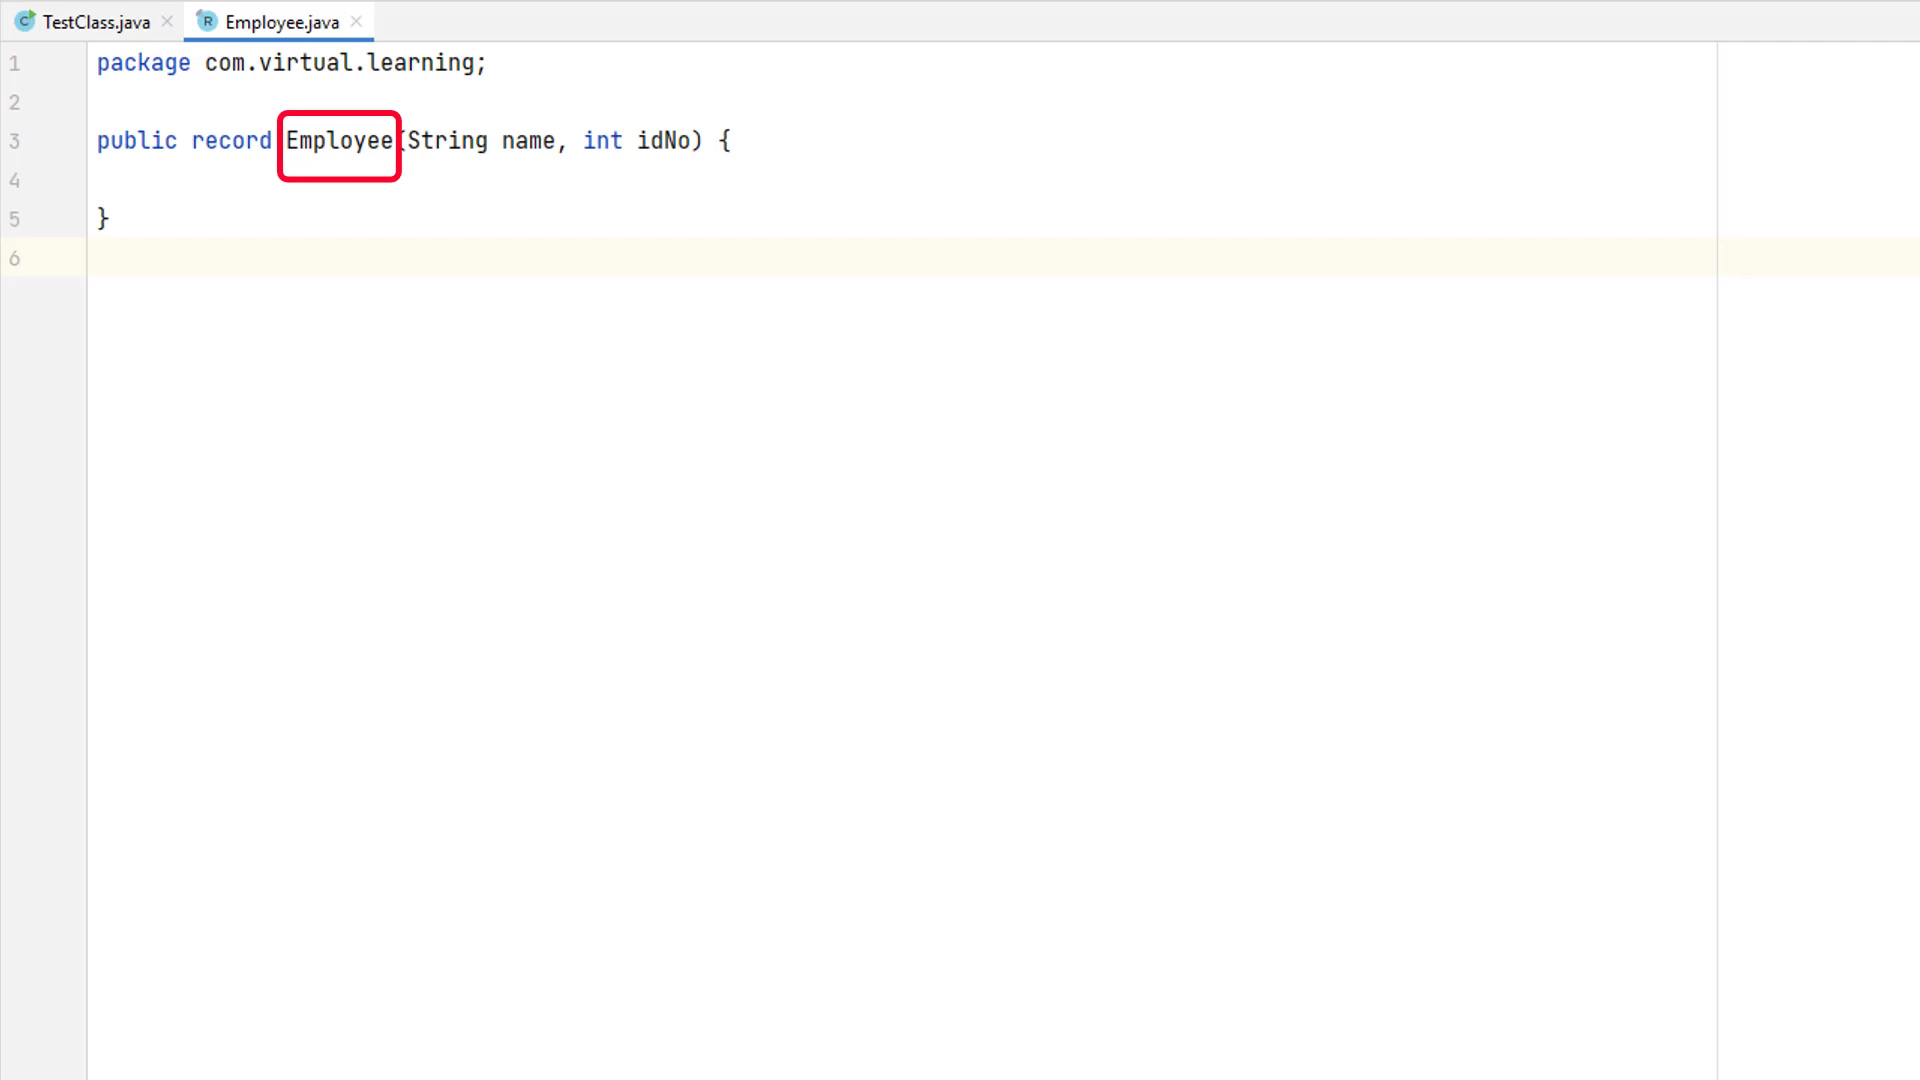 TestClass.java Employee.java
1 package com.virtual.learning;
2
3 public record Employee(String name, int idNo) {
4
5 }
6